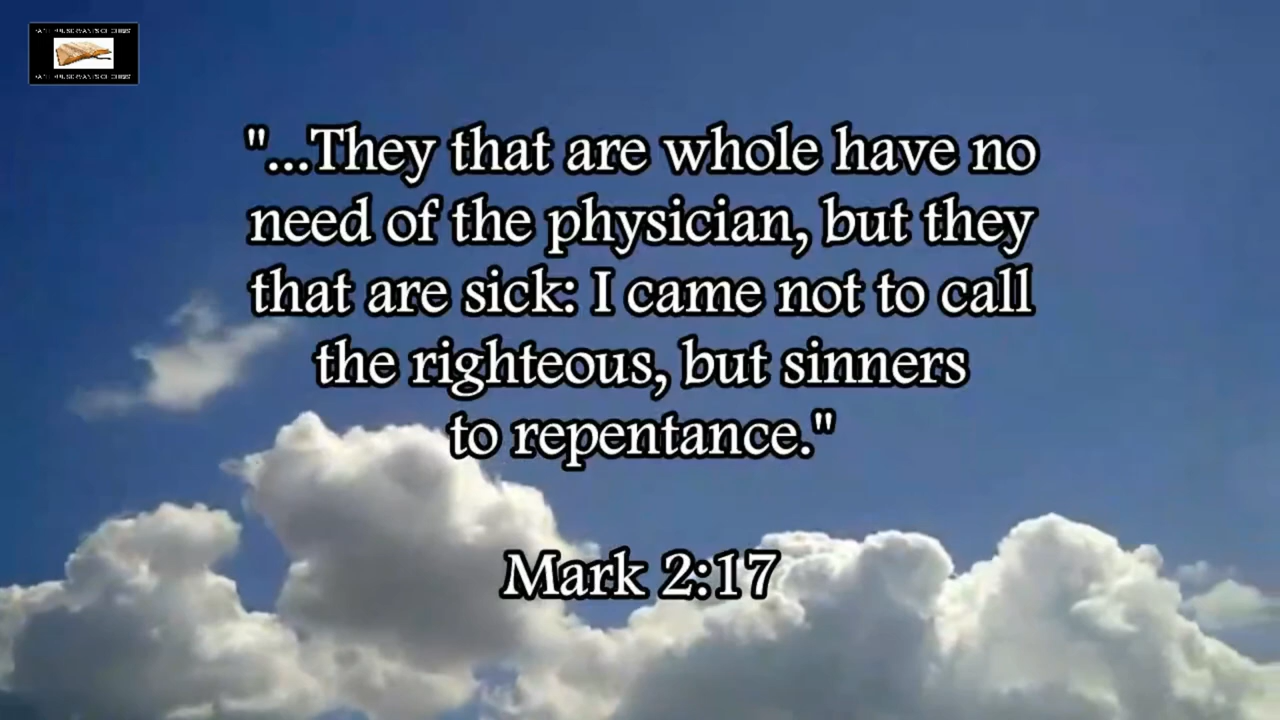 "...They that are whole have no
need of the physician, but they
that are sick: I came not to call
the righteous, but sinners
to repentance."
Mark 2:17